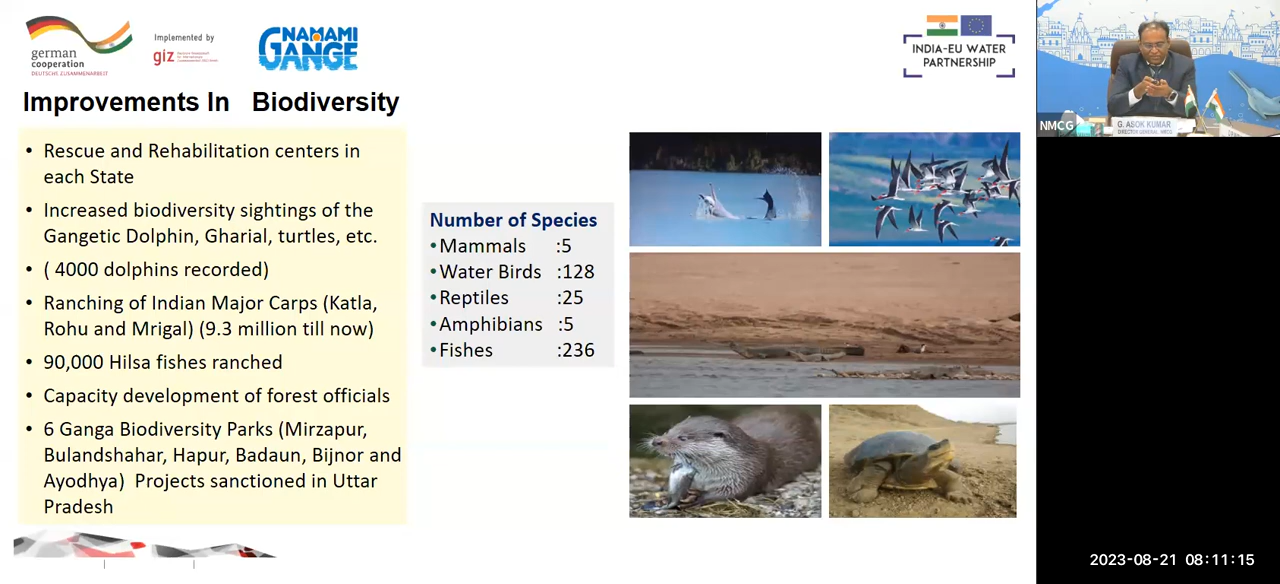 german
cooperation
DEUTSCHE ZUSAMMENARBEIT
Implemented by
giz
NAMAMI
GANGE
INDIA-EU WATER
PARTNERSHIP
Improvements In Biodiversity
• Rescue and Rehabilitation centers in
each State
• Increased biodiversity sightings of the
Gangetic Dolphin, Gharial, turtles, etc.
• ( 4000 dolphins recorded)
• Ranching of Indian Major Carps (Katla,
Rohu and Mrigal) (9.3 million till now)
• 90,000 Hilsa fishes ranched
• Capacity development of forest officials
• 6 Ganga Biodiversity Parks (Mirzapur,
Bulandshahar, Hapur, Badaun, Bijnor and
Ayodhya) Projects sanctioned in Uttar
Pradesh
Number of Species
• Mammals :5
• Water Birds :128
• Reptiles :25
• Amphibians :5
• Fishes :236
NMCG
G. ASOK KUMAR
DIRECTOR GENERAL, NMCG
2023-08-21 08:11:15